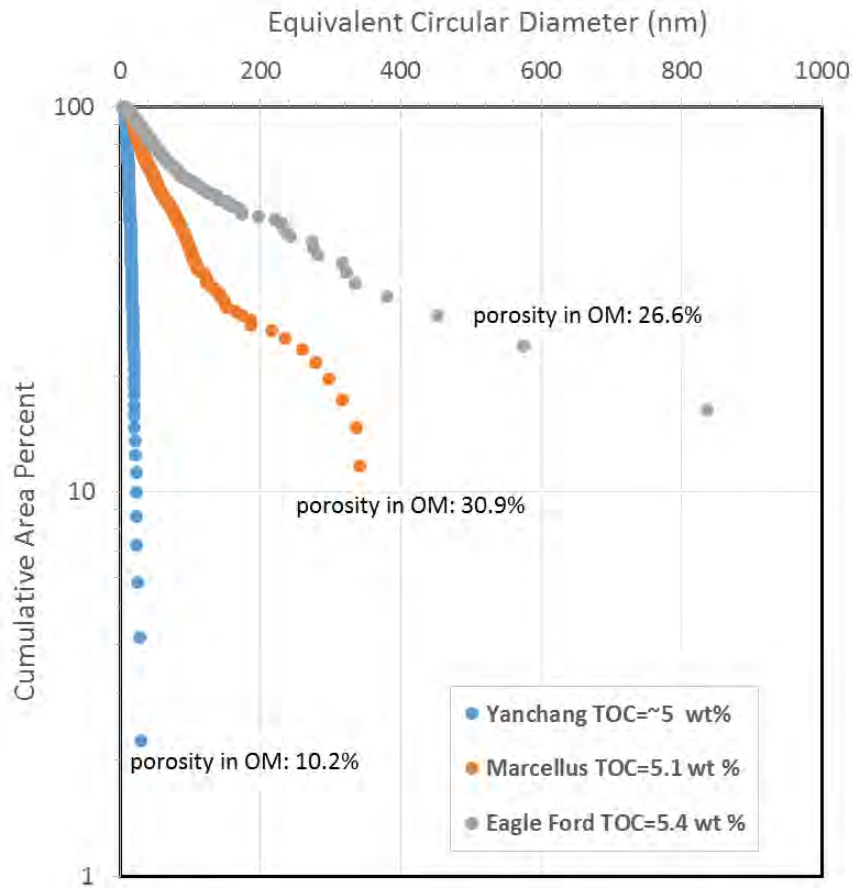 Equivalent Circular Diameter (nm)
0 200 400 600 800 1000
100
10
1
Cumulative Area Percent
porosity in OM: 26.6%
porosity in OM: 30.9%
porosity in OM: 10.2%
Yanchang TOC=~5 wt%
Marcellus TOC=5.1 wt %
Eagle Ford TOC=5.4 wt %